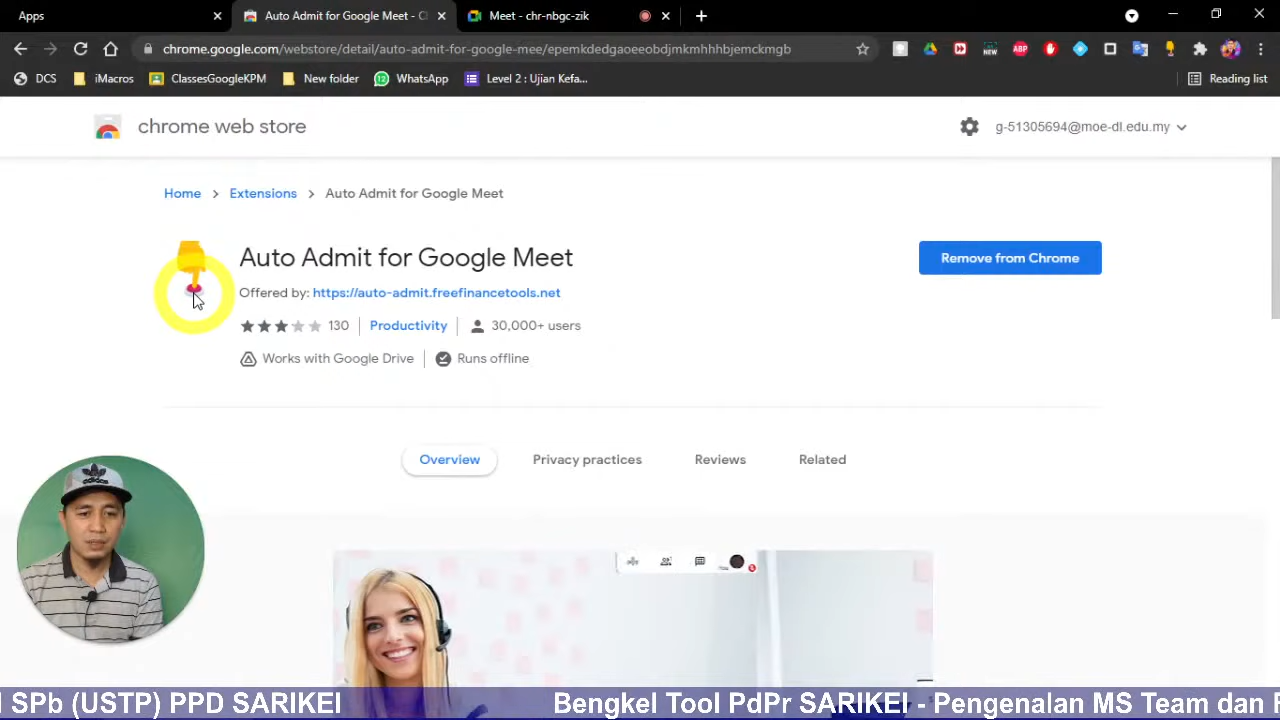 Apps
Auto Admit for Google Meet - C
Meet - chr-nbgc-zik
chrome.google.com/webstore/detail/auto-admit-for-google-mee/epemkdedgaoeeobdjmkmhhhbjemckmgb
NEW
ABP
DCS
iMacros
ClassesGoogleKPM
New folder
WhatsApp
Level 2 : Ujian Kefa...
Reading list
chrome web store
g-51305694@moe-dl.edu.my
Home
Extensions
Auto Admit for Google Meet
Auto Admit for Google Meet
Remove from Chrome
Offered by: https://auto-admit.freefinancetools.net
130
Productivity
30,000+ users
Works with Google Drive
Runs offline
Overview
Privacy practices
Reviews
Related
SPb (USTP) PPD SARIKEI
Bengkel Tool PdPr SARIKEI - Pengenalan MS Team dan